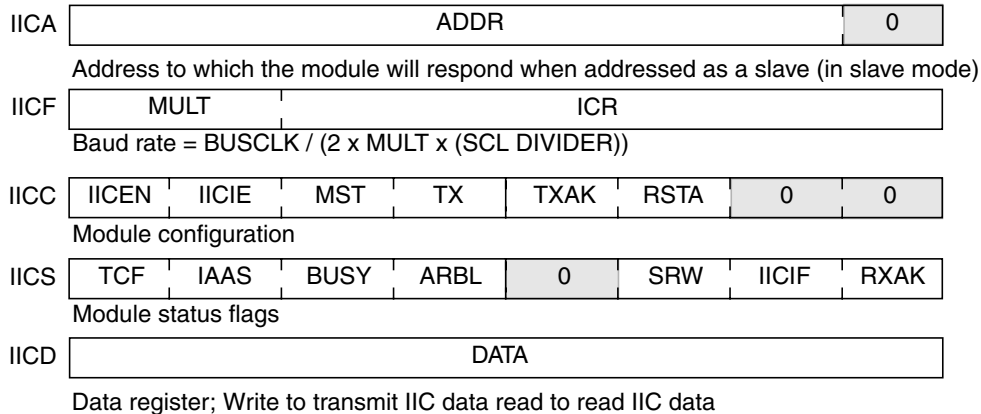 IICA ADDR 0
Address to which the module will respond when addressed as a slave (in slave mode)
IICF MULT ICR
Baud rate = BUSCLK / (2 x MULT x (SCL DIVIDER))
IICC IICEN IICIE MST TX TXAK RSTA 0 0
Module configuration
IICS TCF IAAS BUSY ARBL 0 SRW IICIF RXAK
Module status flags
IICD DATA
Data register; Write to transmit IIC data read to read IIC data